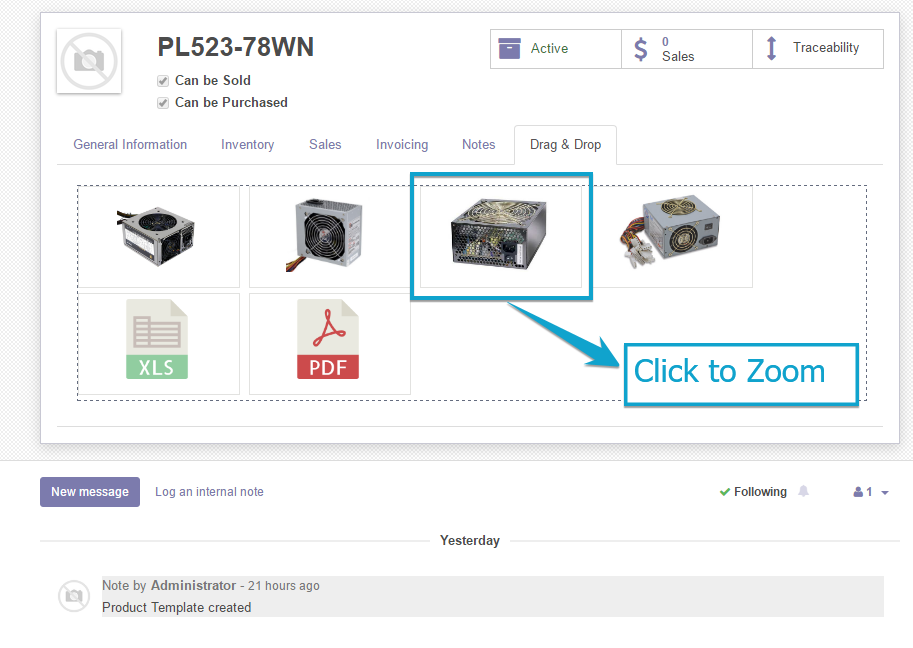 PL523-78WN
Can be Sold
Can be Purchased
Active
0
Sales
Traceability
General Information
Inventory
Sales
Invoicing
Notes
Drag & Drop
XLS
PDF
Click to Zoom
New message
Log an internal note
Following
1
Yesterday
Note by Administrator - 21 hours ago
Product Template created